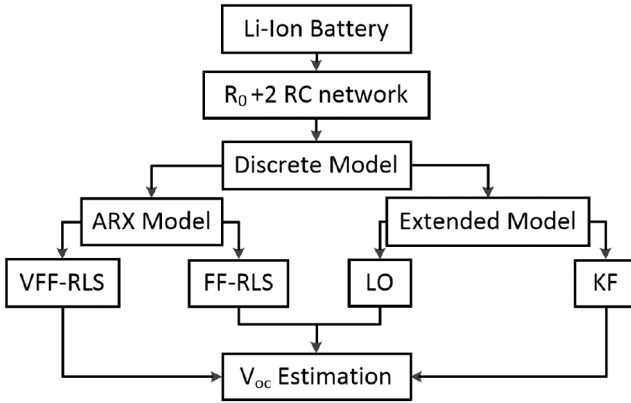 Li-Ion Battery
R₀ +2 RC network
Discrete Model
ARX Model
Extended Model
VFF-RLS
FF-RLS
LO
KF
Voc Estimation